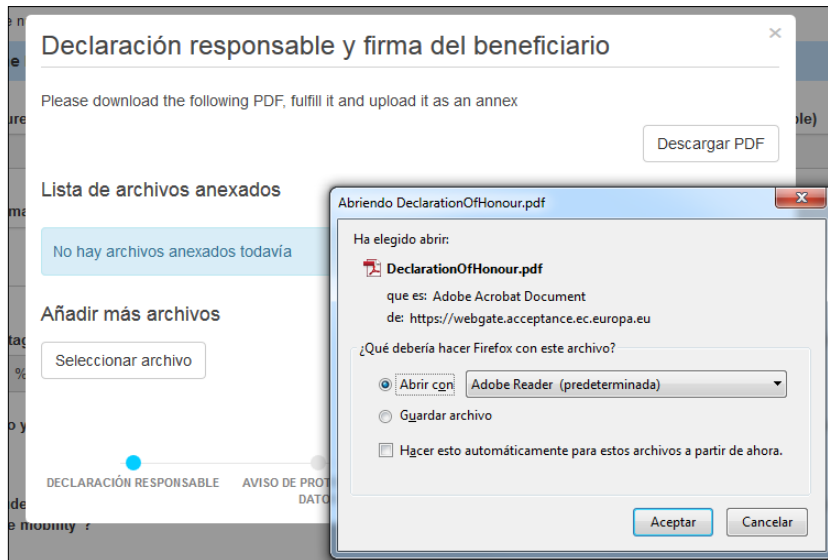 Declaración responsable y firma del beneficiario
×
Please download the following PDF, fulfill it and upload it as an annex
Descargar PDF
Lista de archivos anexados
No hay archivos anexados todavía
Añadir más archivos
Seleccionar archivo
DECLARACIÓN RESPONSABLE
AVISO DE PROT
DATO
Abriendo DeclarationOfHonour.pdf
Ha elegido abrir:
DeclarationOfHonour.pdf
que es: Adobe Acrobat Document
de: https://webgate.acceptance.ec.europa.eu
¿Qué debería hacer Firefox con este archivo?
Abrir con Adobe Reader (predeterminada)
Guardar archivo
Hacer esto automáticamente para estos archivos a partir de ahora.
Aceptar Cancelar
ble)
%
e mobility ?